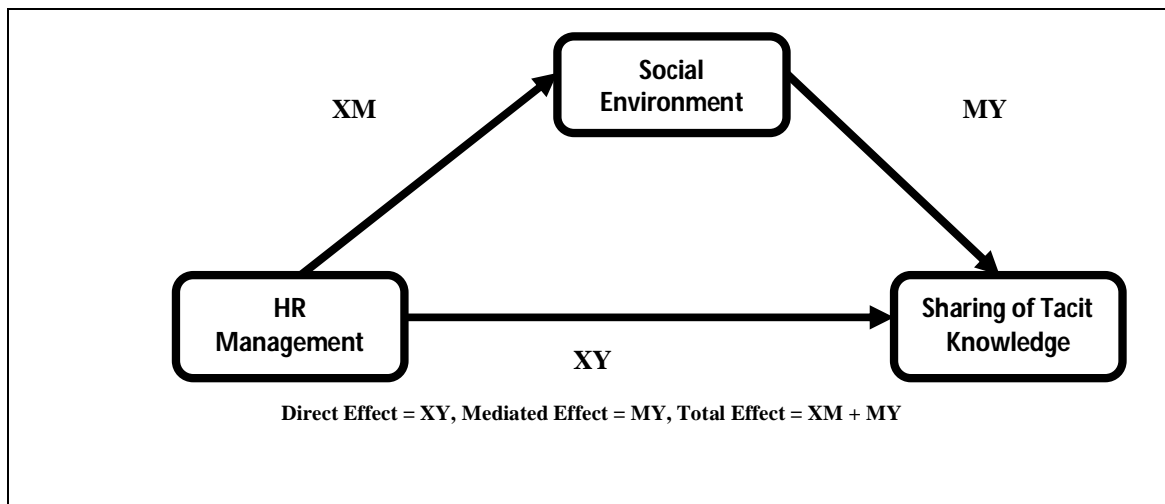 Social
Environment
XM
MY
HR
Management
Sharing of Tacit
Knowledge
XY
Direct Effect = XY, Mediated Effect = MY, Total Effect = XM + MY